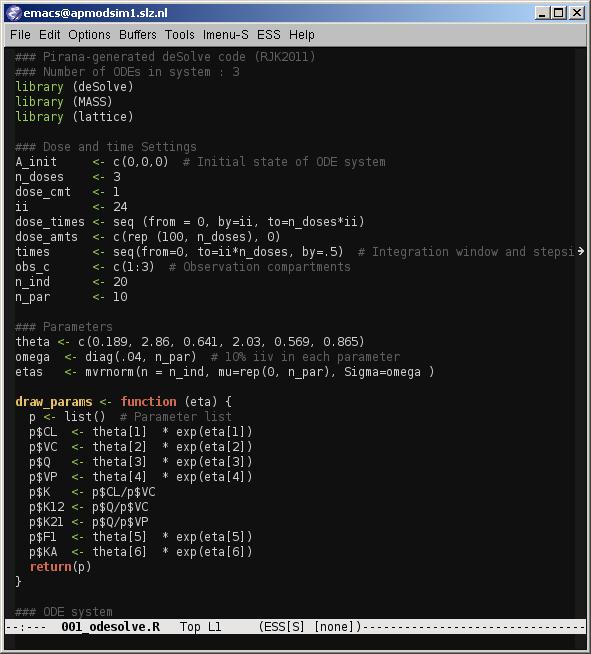 emacs@apmodsim1.slz.nl
File Edit Options Buffers Tools Imenu-S ESS Help
### Pirana-generated deSolve code (RJK2011)
### Number of ODEs in system : 3
library (deSolve)
library (MASS)
library (lattice)
### Dose and time Settings
A_init     <- c(0,0,0)  # Initial state of ODE system
n_doses    <- 3
dose_cmt   <- 1
ii         <- 24
dose_times <- seq (from = 0, by=ii, to=n_doses*ii)
dose_amts  <- c(rep (100, n_doses), 0)
times      <- seq(from=0, to=ii*n_doses, by=.5)  # Integration window and stepsi
obs_c      <- c(1:3)  # Observation compartments
n_ind      <- 20
n_par      <- 10
### Parameters
theta <- c(0.189, 2.86, 0.641, 2.03, 0.569, 0.865)
omega  <- diag(.04, n_par)  # 10% iiv in each parameter
etas   <- mvrnorm(n = n_ind, mu=rep(0, n_par), Sigma=omega )
draw_params <- function (eta) {
  p <- list()  # Parameter list
  p$CL  <- theta[1]  * exp(eta[1])
  p$VC  <- theta[2]  * exp(eta[2])
  p$Q   <- theta[3]  * exp(eta[3])
  p$VP  <- theta[4]  * exp(eta[4])
  p$K   <- p$CL/p$VC
  p$K12 <- p$Q/p$VC
  p$K21 <- p$Q/p$VP
  p$F1  <- theta[5]  * exp(eta[5])
  p$KA  <- theta[6]  * exp(eta[6])
  return(p)
}
### ODE system
--:---  001_odesolve.R   Top L1     (ESS[S] [none])--------------------------------